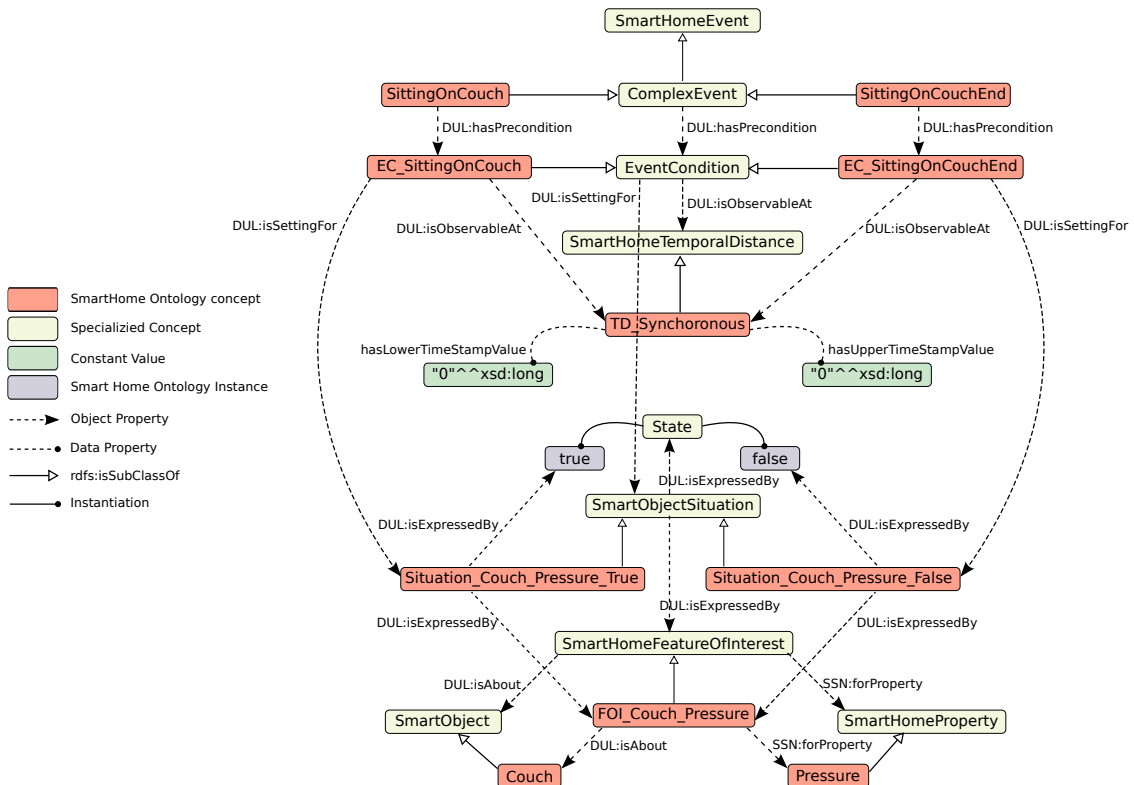 SmartHomeEvent
SittingOnCouch
ComplexEvent
SittingOnCouchEnd
DUL:hasPrecondition
DUL:hasPrecondition
DUL:hasPrecondition
EC_SittingOnCouch
EventCondition
EC_SittingOnCouchEnd
DUL:isSettingFor
DUL:isObservableAt
DUL:isSettingFor
DUL:isObservableAt
DUL:isObservableAt
DUL:isSettingFor
SmartHomeTemporalDistance
SmartHome Ontology concept
Specializied Concept
Constant Value
Smart Home Ontology Instance
Object Property
Data Property
rdfs:isSubClassOf
Instantiation
TD_Synchoronous
hasLowerTimeStampValue
hasUpperTimeStampValue
"0"^^xsd:long
"0"^^xsd:long
State
true
false
DUL:isExpressedBy
SmartObjectSituation
DUL:isExpressedBy
DUL:isExpressedBy
Situation_Couch_Pressure_True
Situation_Couch_Pressure_False
DUL:isExpressedBy
DUL:isExpressedBy
DUL:isExpressedBy
SmartHomeFeatureOfInterest
DUL:isAbout
SSN:forProperty
SmartObject
FOI_Couch_Pressure
SmartHomeProperty
DUL:isAbout
SSN:forProperty
Couch
Pressure